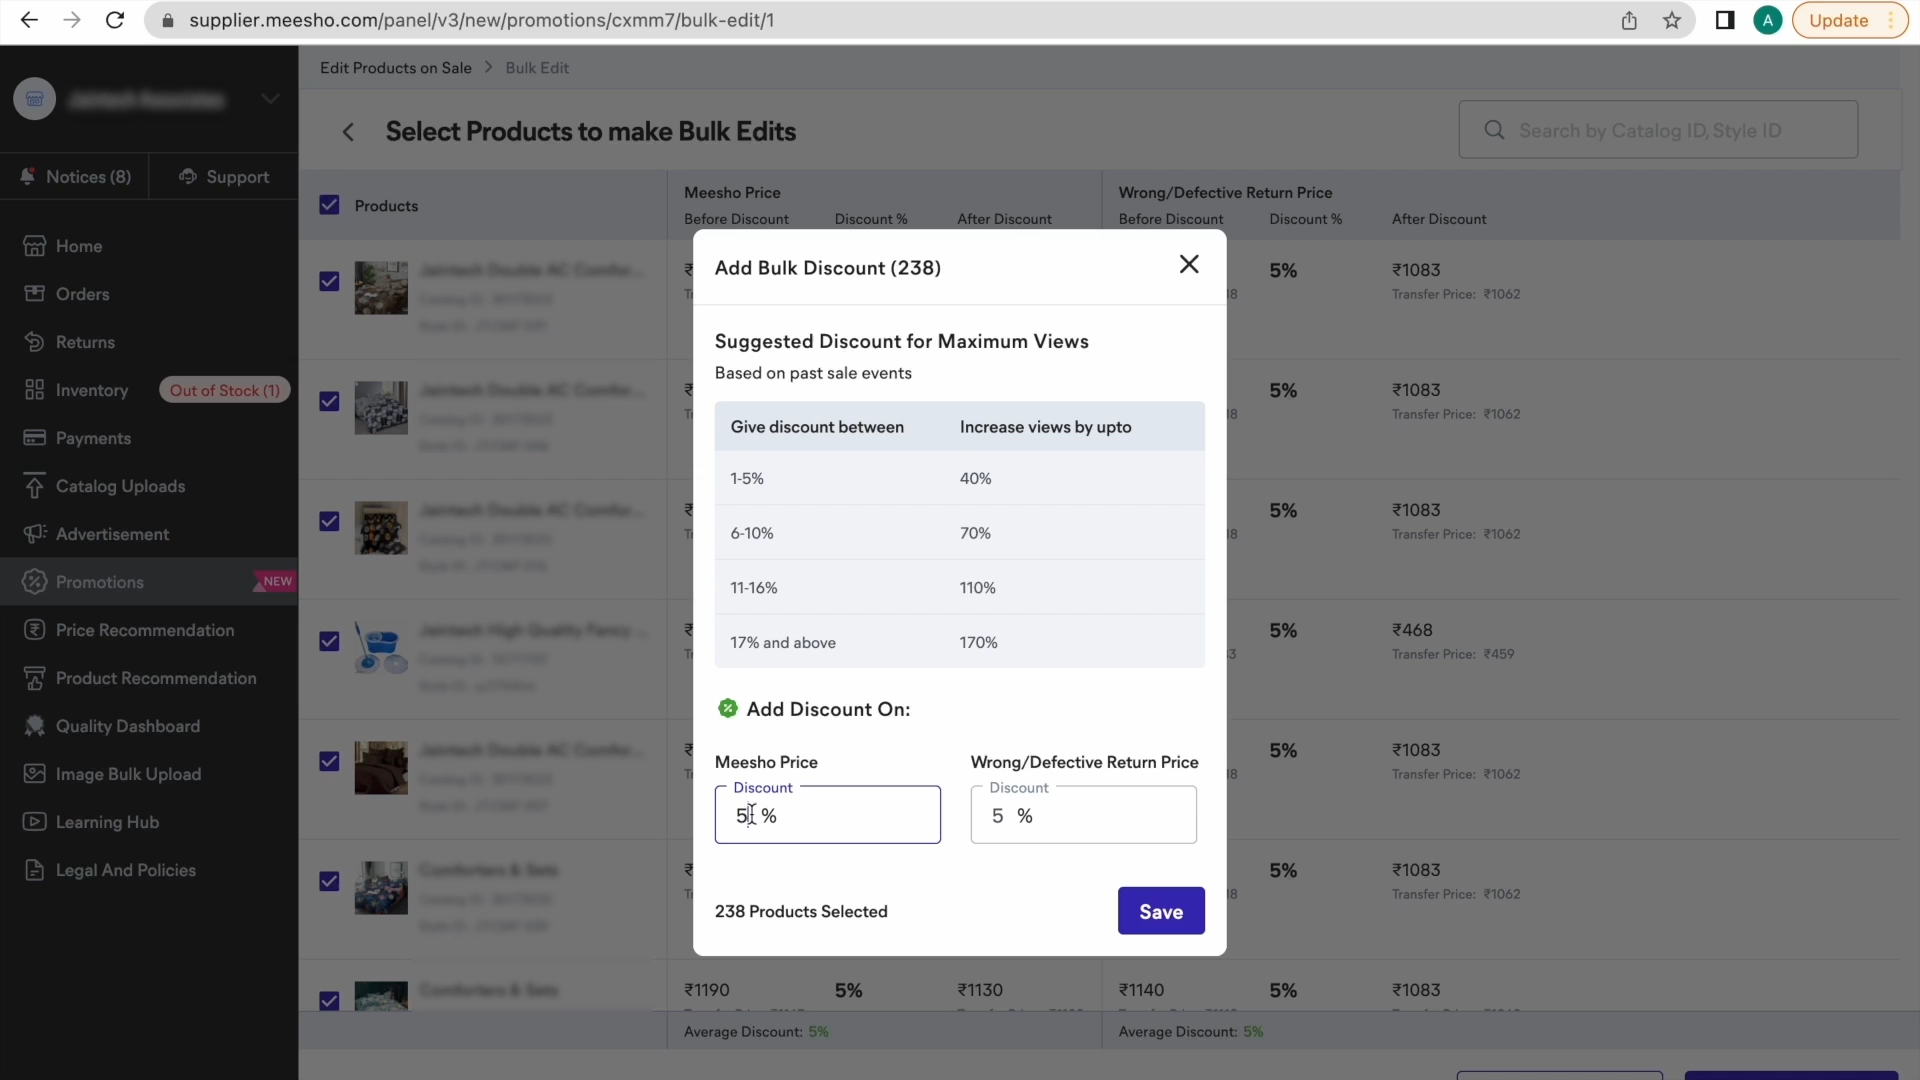 supplier.meesho.com/panel/v3/new/promotions/cxmm7/bulk-edit/1
A
Update
Edit Products on Sale > Bulk Edit
Notices (8)
Support
Select Products to make Bulk Edits
Search by Catalog ID, Style ID
Home
Orders
Returns
Inventory
Out of Stock (1)
Payments
Catalog Uploads
Advertisement
Promotions
NEW
Price Recommendation
Product Recommendation
Quality Dashboard
Image Bulk Upload
Learning Hub
Legal And Policies
Products
Meesho Price
Before Discount Discount % After Discount
Wrong/Defective Return Price
Before Discount Discount % After Discount
5% ₹1083
Transfer Price: ₹1062
5% ₹1083
Transfer Price: ₹1062
5% ₹1083
Transfer Price: ₹1062
5% ₹468
Transfer Price: ₹459
5% ₹1083
Transfer Price: ₹1062
5% ₹1083
Transfer Price: ₹1062
₹1190 5% ₹1130 ₹1140 5% ₹1083
Average Discount: 5%
Average Discount: 5%
Add Bulk Discount (238)
Suggested Discount for Maximum Views
Based on past sale events
Give discount between Increase views by upto
1-5% 40%
6-10% 70%
11-16% 110%
17% and above 170%
Add Discount On:
Meesho Price
Discount
5 %
Wrong/Defective Return Price
Discount
5 %
238 Products Selected
Save